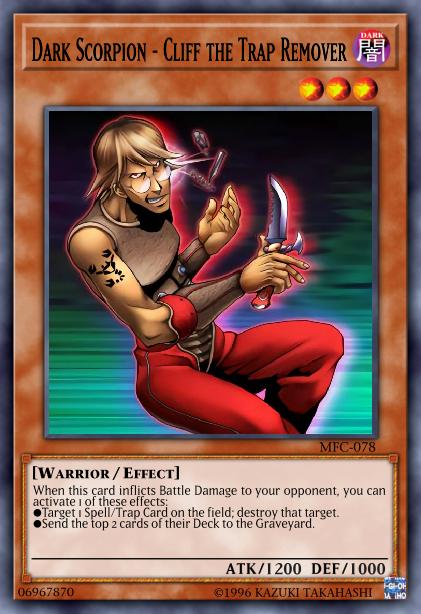 Dark Scorpion - Cliff the Trap Remover
DARK
闇
MFC-078
[Warrior / Effect]
When this card inflicts Battle Damage to your opponent, you can
activate 1 of these effects:
●Target 1 Spell/Trap Card on the field; destroy that target.
●Send the top 2 cards of their Deck to the Graveyard.
ATK/1200 DEF/1000
06967870
©1996 KAZUKI TAKAHASHI